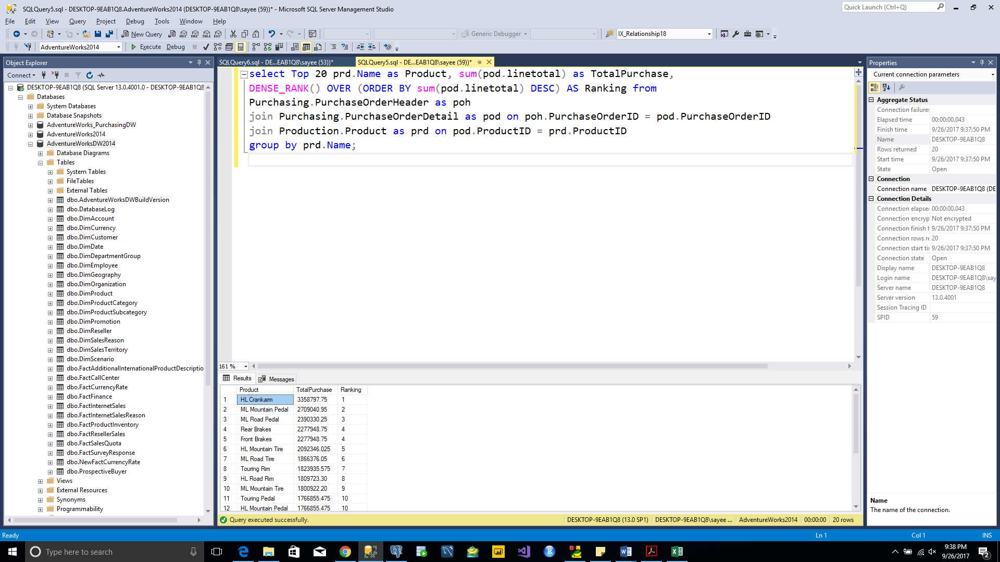 SQLQuery5.sql - DESKTOP-9EAB1Q8.AdventureWorks2014 (DESKTOP-9EAB1Q8\sayee (59))* - Microsoft SQL Server Management Studio
Quick Launch (Ctrl+Q)
File Edit View Query Project Debug Tools Window Help
New Query
MDX DMX XMLA DAX
Generic Debugger
IX_Relationship18
AdventureWorks2014
Execute Debug
Object Explorer
Connect
DESKTOP-9EAB1Q8 (SQL Server 13.0.4001.0 - DESKTOP-9EAB1Q8
Databases
System Databases
Database Snapshots
AdventureWorks_PurchasingDW
AdventureWorks2014
AdventureWorksDW2014
Database Diagrams
Tables
System Tables
FileTables
External Tables
dbo.AdventureWorksDWBuildVersion
dbo.DatabaseLog
dbo.DimAccount
dbo.DimCurrency
dbo.DimCustomer
dbo.DimDate
dbo.DimDepartmentGroup
dbo.DimEmployee
dbo.DimGeography
dbo.DimOrganization
dbo.DimProduct
dbo.DimProductCategory
dbo.DimProductSubcategory
dbo.DimPromotion
dbo.DimReseller
dbo.DimSalesReason
dbo.DimSalesTerritory
dbo.DimScenario
dbo.FactAdditionalInternationalProductDescriptio
dbo.FactCallCenter
dbo.FactCurrencyRate
dbo.FactFinance
dbo.FactInternetSales
dbo.FactInternetSalesReason
dbo.FactProductInventory
dbo.FactResellerSales
dbo.FactSalesQuota
dbo.FactSurveyResponse
dbo.NewFactCurrencyRate
dbo.ProspectiveBuyer
Views
External Resources
Synonyms
Programmability
SQLQuery6.sql - DE...EAB1Q8\sayee (53))*
SQLQuery5.sql - DE...EAB1Q8\sayee (59))*
select Top 20 prd.Name as Product, sum(pod.linetotal) as TotalPurchase,
DENSE_RANK() OVER (ORDER BY sum(pod.linetotal) DESC) AS Ranking from
Purchasing.PurchaseOrderHeader as poh
join Purchasing.PurchaseOrderDetail as pod on poh.PurchaseOrderID = pod.PurchaseOrderID
join Production.Product as prd on pod.ProductID = prd.ProductID
group by prd.Name;
161 %
Results Messages
Product TotalPurchase Ranking
1 HL Crankarm 3358797.75 1
2 ML Mountain Pedal 2709040.95 2
3 ML Road Pedal 2390330.25 3
4 Rear Brakes 2277948.75 4
5 Front Brakes 2277948.75 4
6 HL Mountain Tire 2092346.025 5
7 ML Road Tire 1866376.05 6
8 Touring Rim 1823935.575 7
9 HL Road Rim 1809723.30 8
10 ML Mountain Tire 1800922.20 9
11 Touring Pedal 1766855.475 10
12 HL Mountain Pedal 1766855.475 10
Query executed successfully.
DESKTOP-9EAB1Q8 (13.0 SP1) DESKTOP-9EAB1Q8\sayee ... AdventureWorks2014 00:00:00 20 rows
Properties
Current connection parameters
Aggregate Status
Connection failures
Elapsed time 00:00:00.043
Finish time 9/26/2017 9:37:50 PM
Name DESKTOP-9EAB1Q8
Rows returned 20
Start time 9/26/2017 9:37:50 PM
State Open
Connection
Connection name DESKTOP-9EAB1Q8 (DE
Connection Details
Connection elapse 00:00:00.043
Connection encryp Not encrypted
Connection finish t 9/26/2017 9:37:50 PM
Connection rows re 20
Connection start ti 9/26/2017 9:37:50 PM
Connection state Open
Display name DESKTOP-9EAB1Q8
Login name DESKTOP-9EAB1Q8\say
Server name DESKTOP-9EAB1Q8
Server version 13.0.4001
Session Tracing ID
SPID 59
Name
The name of the connection.
Ready
Ln 1 Col 1 INS
Type here to search
9:38 PM
9/26/2017
2